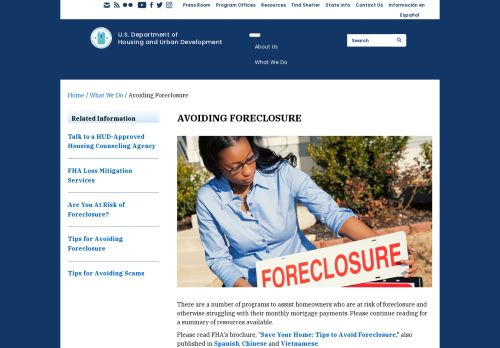 Press Room Program Offices Resources Find Shelter State Info Contact Us Información en Español
U.S. Department of
Housing and Urban Development
About Us
What We Do
Search
Home / What We Do / Avoiding Foreclosure
Related Information
Talk to a HUD-Approved
Housing Counseling Agency
FHA Loss Mitigation
Services
Are You At Risk of
Foreclosure?
Tips for Avoiding
Foreclosure
Tips for Avoiding Scams
AVOIDING FORECLOSURE
FORECLOSURE
There are a number of programs to assist homeowners who are at risk of foreclosure and
otherwise struggling with their monthly mortgage payments. Please continue reading for
a summary of resources available.
Please read FHA's brochure, "Save Your Home: Tips to Avoid Foreclosure," also
published in Spanish, Chinese and Vietnamese.